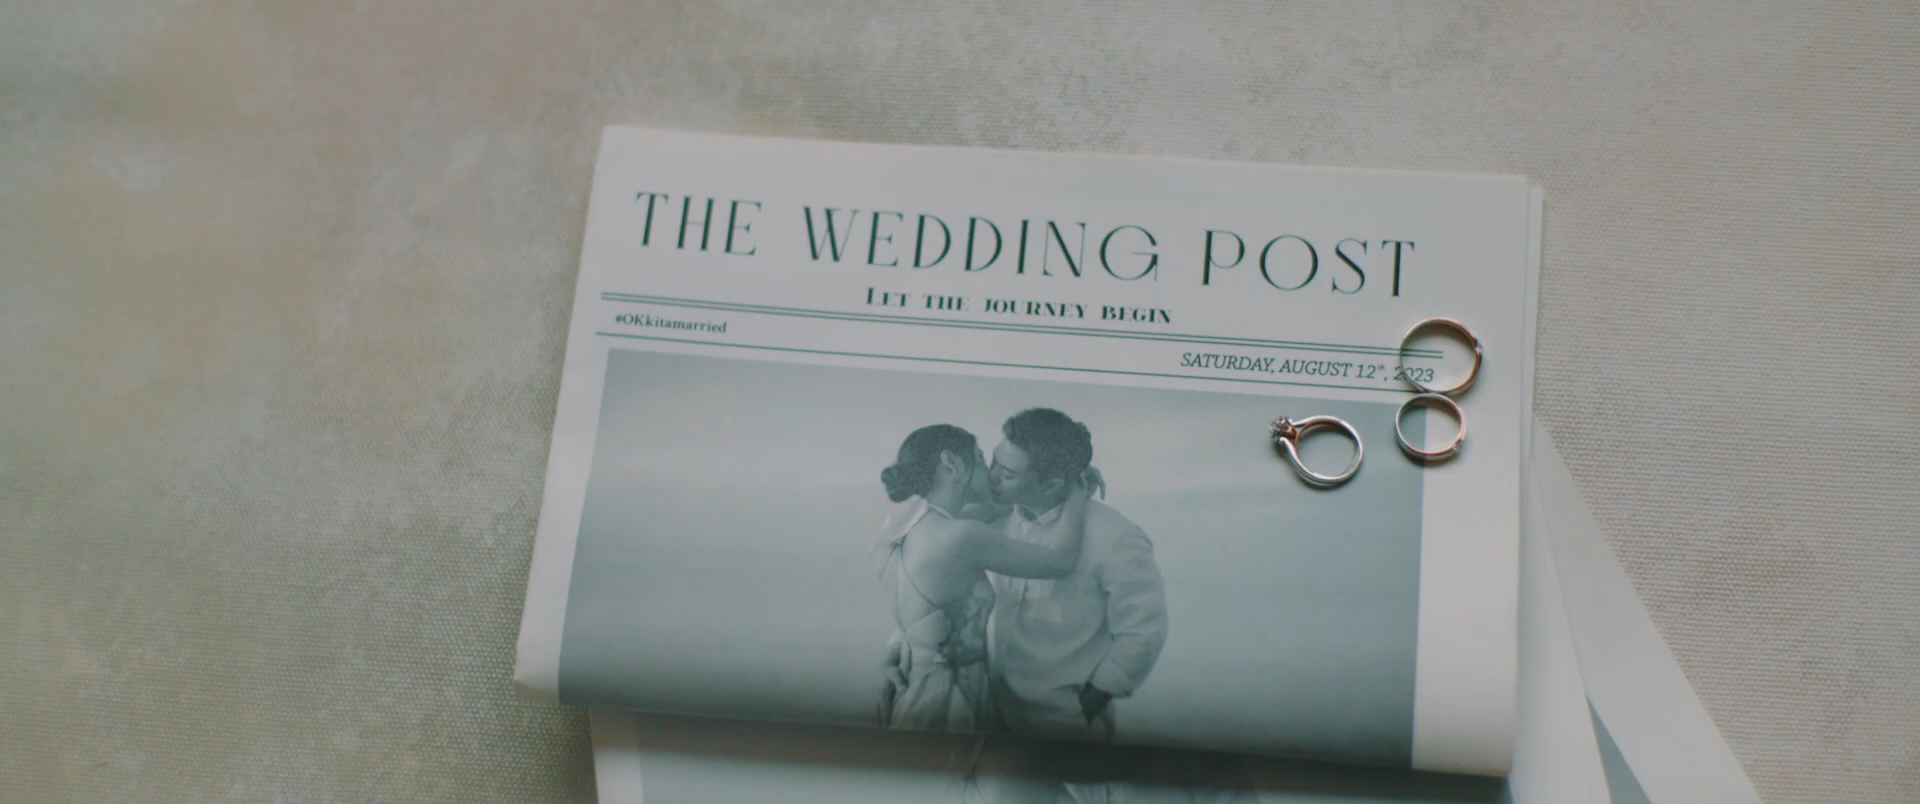 THE WEDDING POST
LET THE JOURNEY BEGIN
#OKkitamarried
SATURDAY, AUGUST 12th, 2023